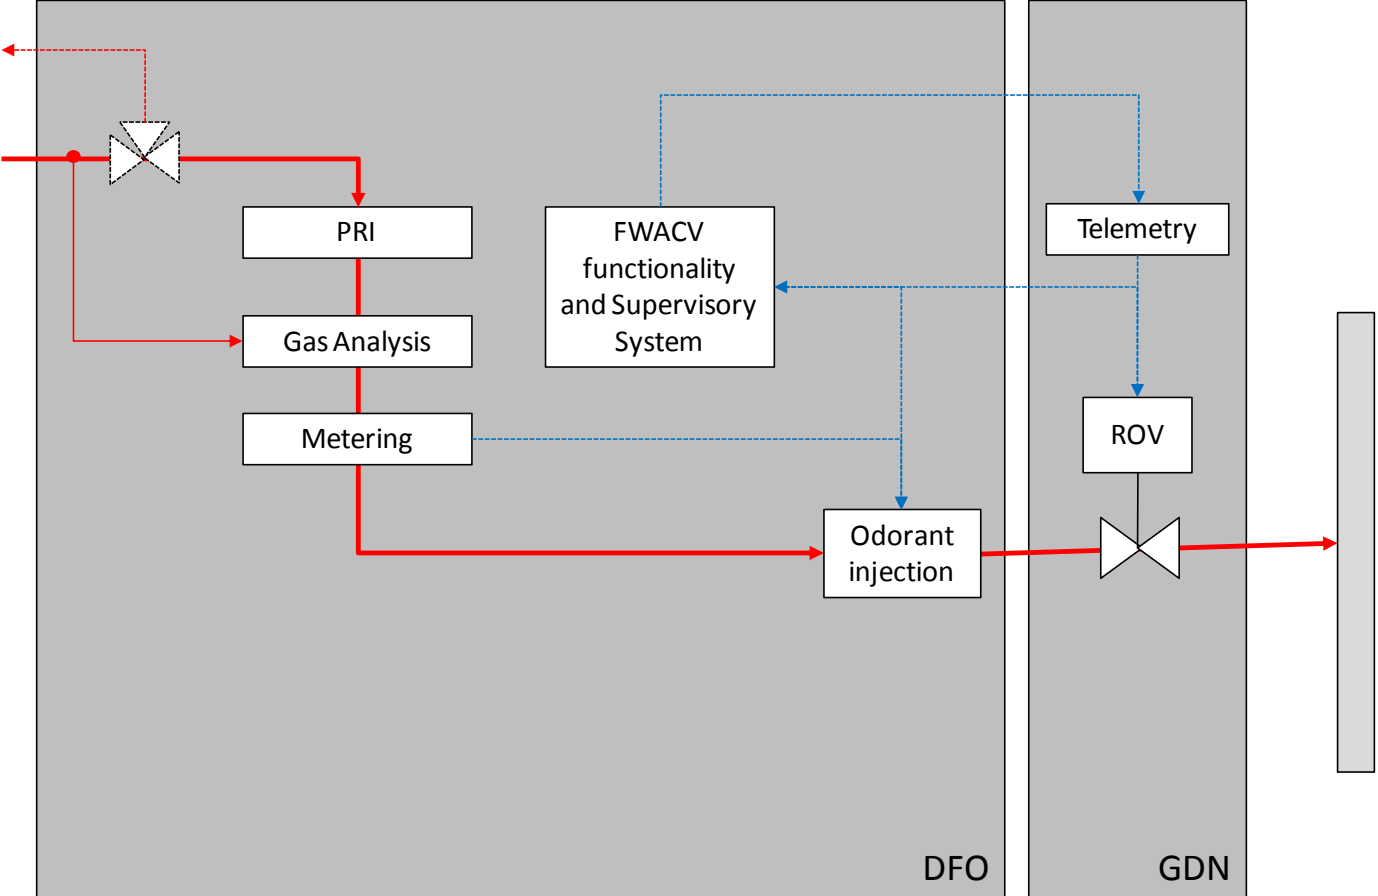 PRI
FWACV
functionality
and Supervisory
System
Telemetry
Gas Analysis
Metering
ROV
Odorant
injection
DFO
GDN